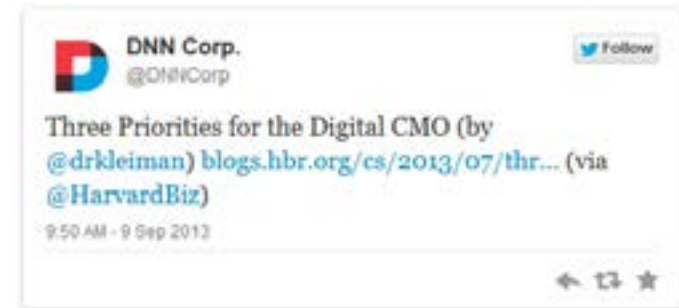 DNN Corp.
Follow
@DNNCorp
Three Priorities for the Digital CMO (by
@drkleiman) blogs.hbr.org/cs/2013/07/thr... (via
@HarvardBiz)
9:50 AM - 9 Sep 2013